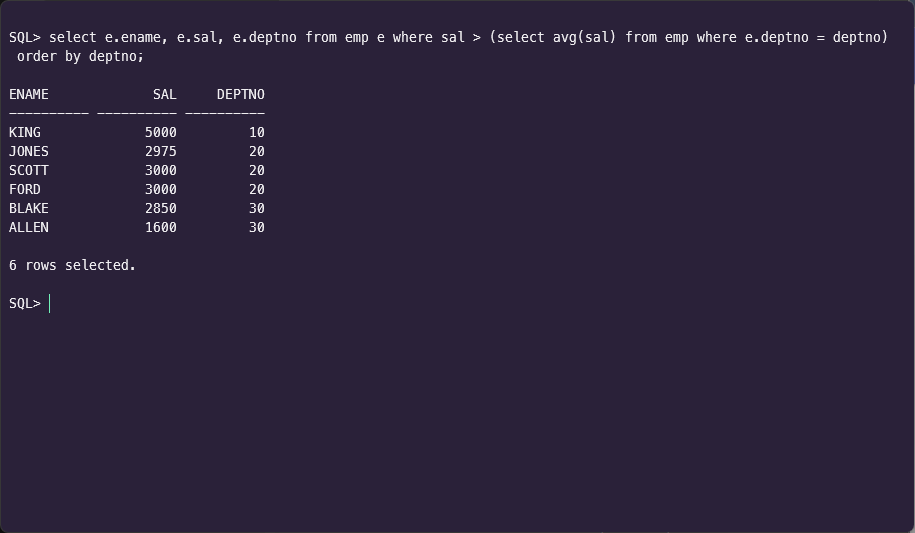 SQL> select e.ename, e.sal, e.deptno from emp e where sal > (select avg(sal) from emp where e.deptno = deptno)
order by deptno;
ENAME SAL DEPTNO
---------- ---------- ----------
KING 5000 10
JONES 2975 20
SCOTT 3000 20
FORD 3000 20
BLAKE 2850 30
ALLEN 1600 30
6 rows selected.
SQL>